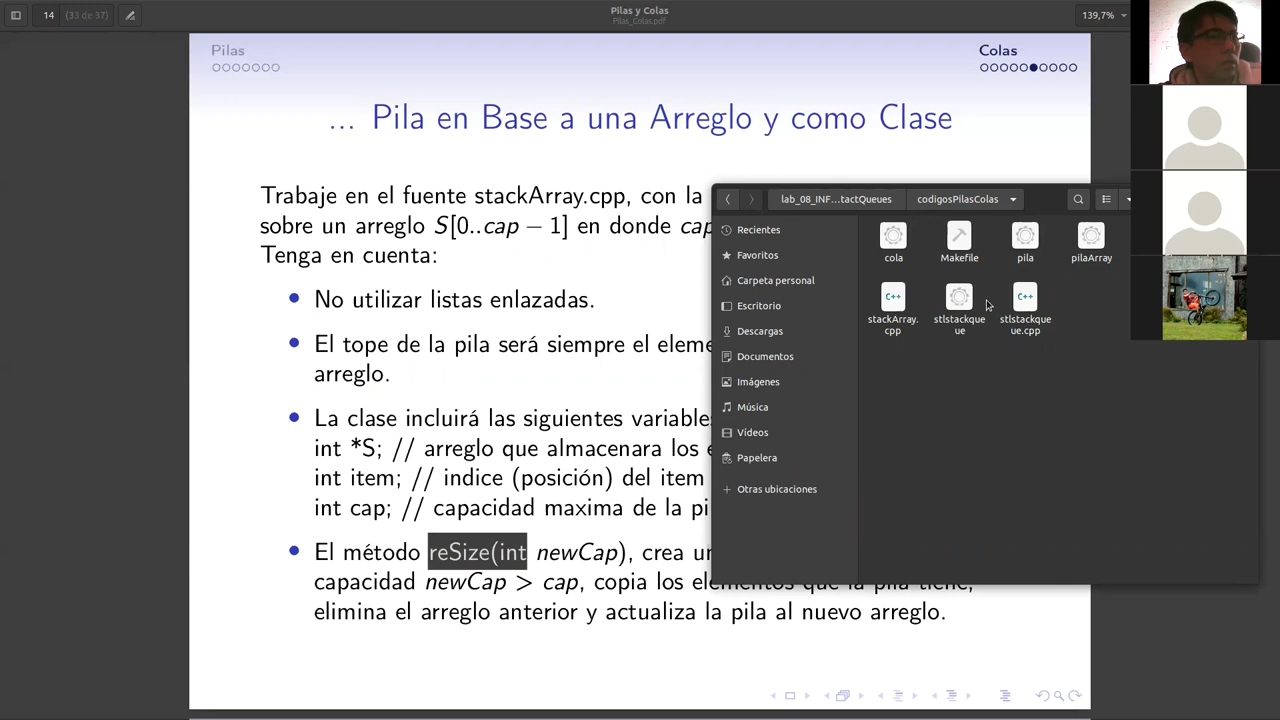 Pilas y Colas
Pilas_Colas.pdf
14 (33 de 37)
139,7%
Pilas
Colas
... Pila en Base a una Arreglo y como Clase
Trabaje en el fuente stackArray.cpp, con la
sobre un arreglo S[0..cap − 1] en donde cap
Tenga en cuenta:
No utilizar listas enlazadas.
El tope de la pila será siempre el eleme
arreglo.
La clase incluirá las siguientes variables
int *S; // arreglo que almacenara los e
int item; // indice (posición) del item
int cap; // capacidad maxima de la pi
El método reSize(int newCap), crea un
capacidad newCap > cap, copia los elementos que la pila tiene,
elimina el arreglo anterior y actualiza la pila al nuevo arreglo.
lab_08_INF...tactQueues
codigosPilasColas
Recientes
Favoritos
Carpeta personal
Escritorio
Descargas
Documentos
Imágenes
Música
Vídeos
Papelera
Otras ubicaciones
cola
Makefile
pila
pilaArray
C++
C++
stackArray.
cpp
stlstackque
ue
stlstackque
ue.cpp